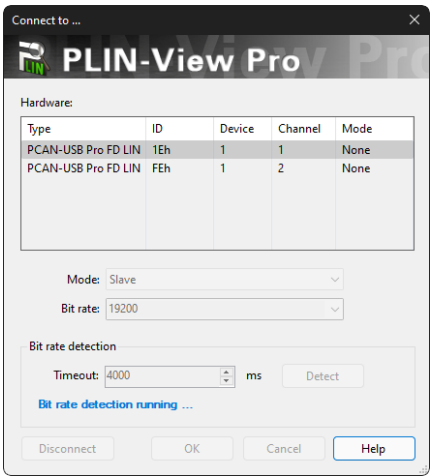 Connect to ...
LIN
PLIN-View Pro
Hardware:
Type ID Device Channel Mode
PCAN-USB Pro FD LIN 1Eh 1 1 None
PCAN-USB Pro FD LIN FEh 1 2 None
Mode: Slave
Bit rate: 19200
Bit rate detection
Timeout: 4000 ms Detect
Bit rate detection running ...
Disconnect OK Cancel Help